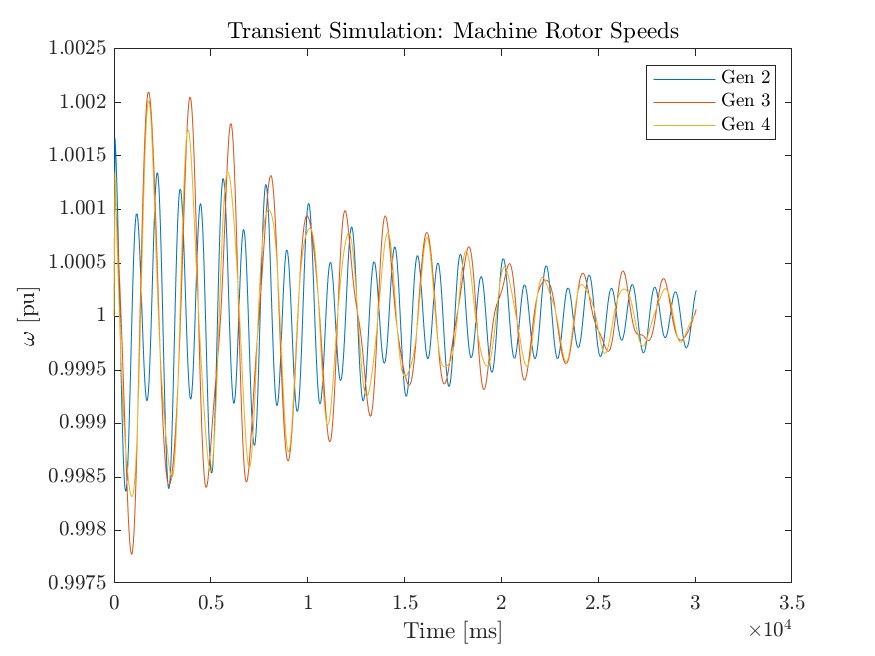 Transient Simulation: Machine Rotor Speeds
1.0025
1.002
1.0015
1.001
1.0005
1
0.9995
0.999
0.9985
0.998
0.9975
ω [pu]
Gen 2
Gen 3
Gen 4
0 0.5 1 1.5 2 2.5 3 3.5
Time [ms]
×10⁴